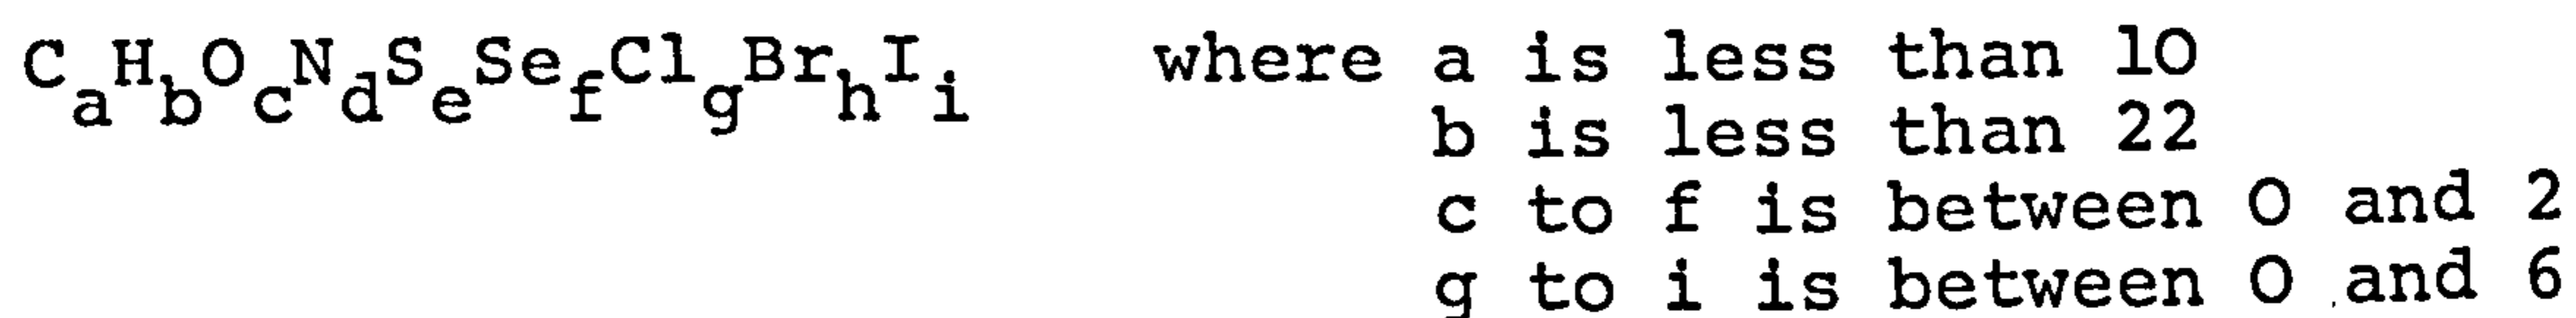 CaHbOcNdSeSefClgBrhIi where a is less than 10
b is less than 22
c to f is between 0 and 2
g to i is between 0 and 6